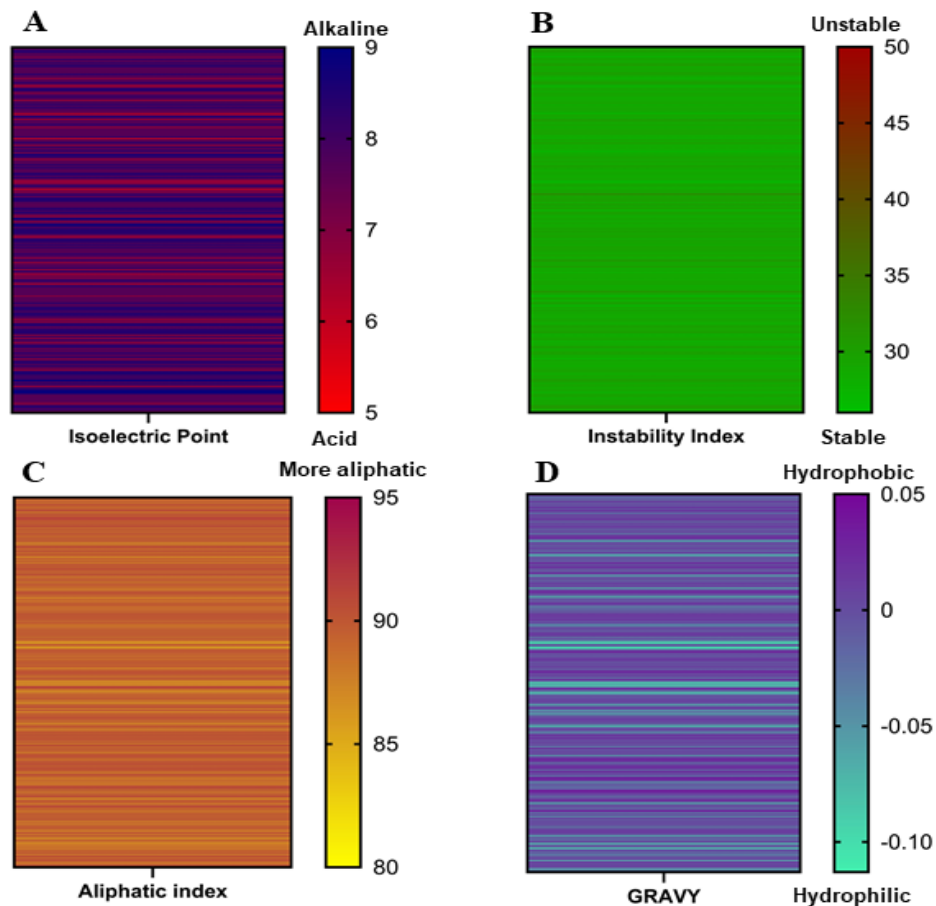 A
Alkaline
9
8
7
6
5
Isoelectric Point
Acid
B
Unstable
50
45
40
35
30
Instability Index
Stable
C
More aliphatic
95
90
85
80
Aliphatic index
D
Hydrophobic
0.05
0
-0.05
-0.10
GRAVY
Hydrophilic